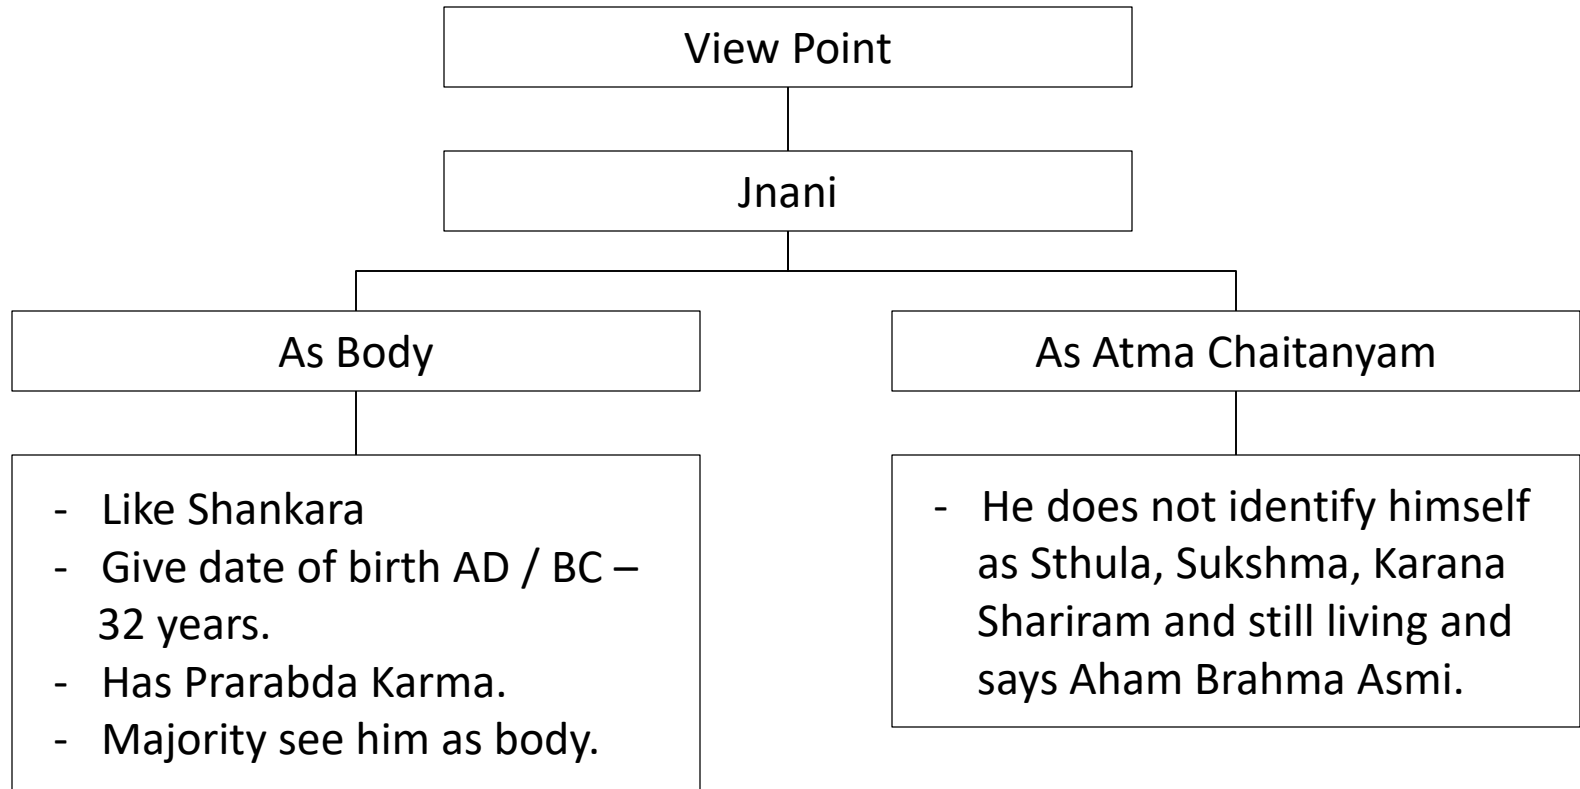 View Point
Jnani
As Body
As Atma Chaitanyam
- Like Shankara
- Give date of birth AD / BC –
32 years.
- Has Prarabda Karma.
- Majority see him as body.
- He does not identify himself
as Sthula, Sukshma, Karana
Shariram and still living and
says Aham Brahma Asmi.